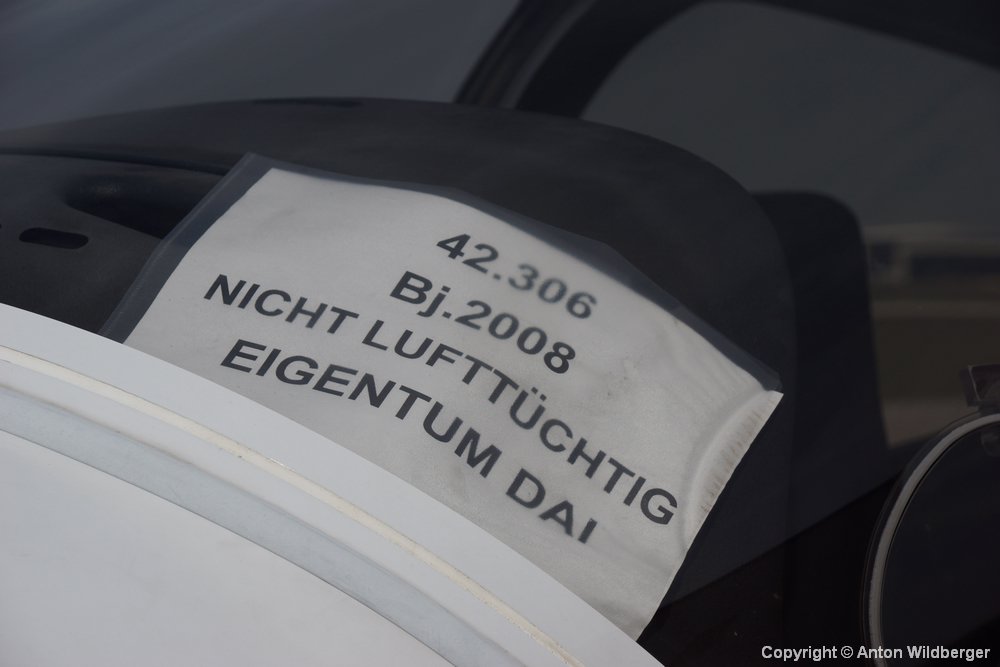 42.306
Bj.2008
NICHT LUFTTÜCHTIG
EIGENTUM DAI
Copyright © Anton Wildberger